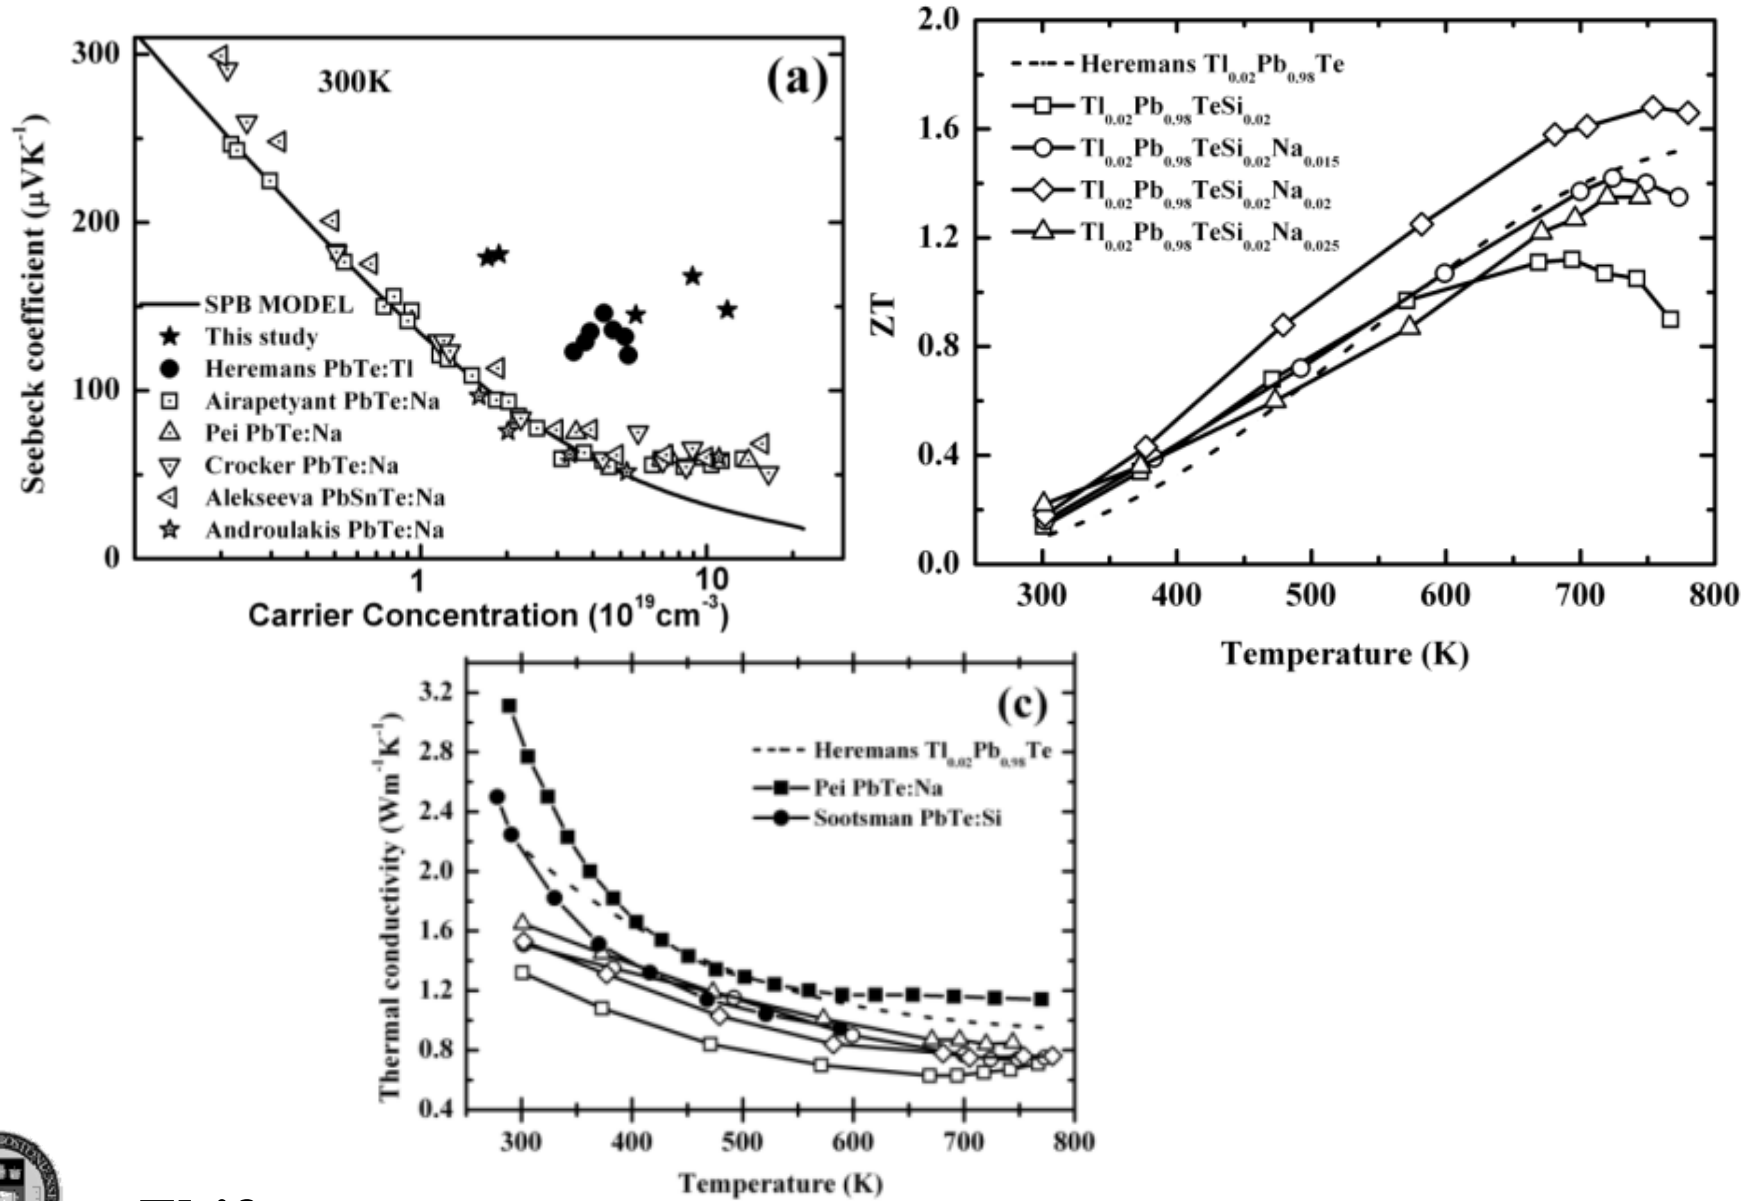 300
200
100
0
Seebeck coefficient (μVK⁻¹)
300K
(a)
SPB MODEL
This study
Heremans PbTe:Tl
Airapetyant PbTe:Na
Pei PbTe:Na
Crocker PbTe:Na
Alekseeva PbSnTe:Na
Androulakis PbTe:Na
1 10
Carrier Concentration (10¹⁹cm⁻³)
2.0
1.6
1.2
0.8
0.4
0.0
ZT
Heremans Tl₀.₀₂Pb₀.₉₈Te
Tl₀.₀₂Pb₀.₉₈TeSi₀.₀₂
Tl₀.₀₂Pb₀.₉₈TeSi₀.₀₂Na₀.₀₁₅
Tl₀.₀₂Pb₀.₉₈TeSi₀.₀₂Na₀.₀₂
Tl₀.₀₂Pb₀.₉₈TeSi₀.₀₂Na₀.₀₂₅
300 400 500 600 700 800
Temperature (K)
3.2
2.8
2.4
2.0
1.6
1.2
0.8
0.4
Thermal conductivity (Wm⁻¹K⁻¹)
(c)
Heremans Tl₀.₀₂Pb₀.₉₈Te
Pei PbTe:Na
Sootsman PbTe:Si
300 400 500 600 700 800
Temperature (K)